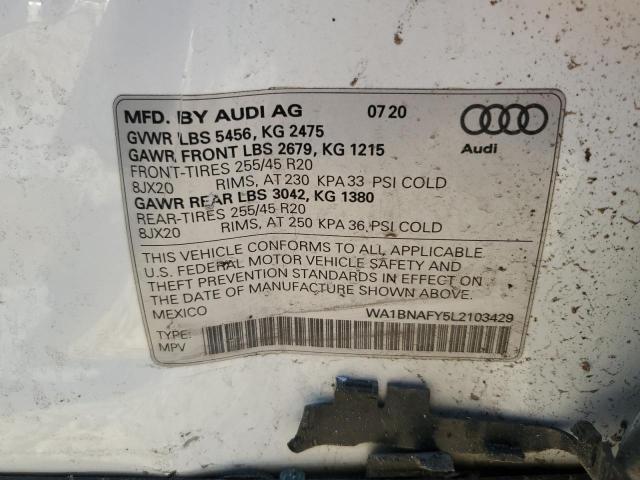 MFD. BY AUDI AG 07 20
GVWR LBS 5456, KG 2475
GAWR FRONT LBS 2679, KG 1215
FRONT-TIRES 255/45 R20
8JX20 RIMS, AT 230 KPA 33 PSI COLD
GAWR REAR LBS 3042, KG 1380
REAR-TIRES 255/45 R20
8JX20 RIMS, AT 250 KPA 36 PSI COLD
Audi
THIS VEHICLE CONFORMS TO ALL APPLICABLE
U.S. FEDERAL MOTOR VEHICLE SAFETY AND
THEFT PREVENTION STANDARDS IN EFFECT ON
THE DATE OF MANUFACTURE SHOWN ABOVE.
MEXICO WA1BNAFY5L2103429
TYPE:
MPV